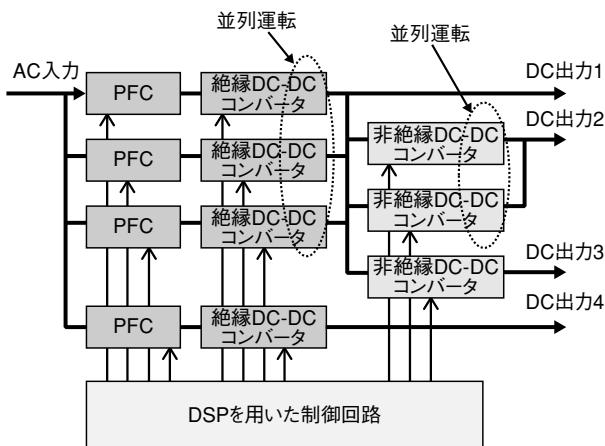 並列運転
並列運転
AC入力
PFC
絶縁DC-DC
コンバータ
DC出力1
DC出力2
PFC
絶縁DC-DC
コンバータ
非絶縁DC-DC
コンバータ
PFC
絶縁DC-DC
コンバータ
非絶縁DC-DC
コンバータ
非絶縁DC-DC
コンバータ
DC出力3
PFC
絶縁DC-DC
コンバータ
DC出力4
DSPを用いた制御回路